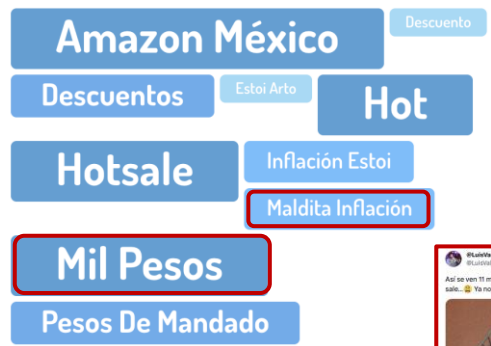 Amazon México
Descuento
Descuentos
Estoi Arto
Hot
Hotsale
Inflación Estoi
Maldita Inflación
Mil Pesos
Pesos De Mandado
Así se ven 11 m
sale... 😩 Ya no